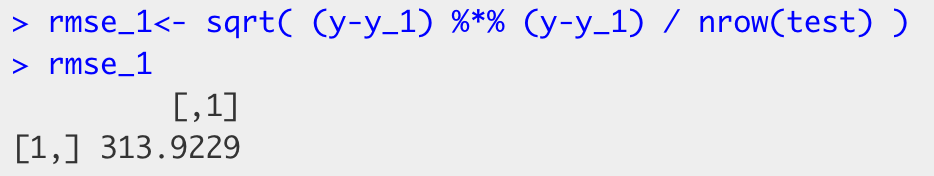 > rmse_1<- sqrt( (y-y_1) %*% (y-y_1) / nrow(test) )
> rmse_1
[,1]
[1,] 313.9229